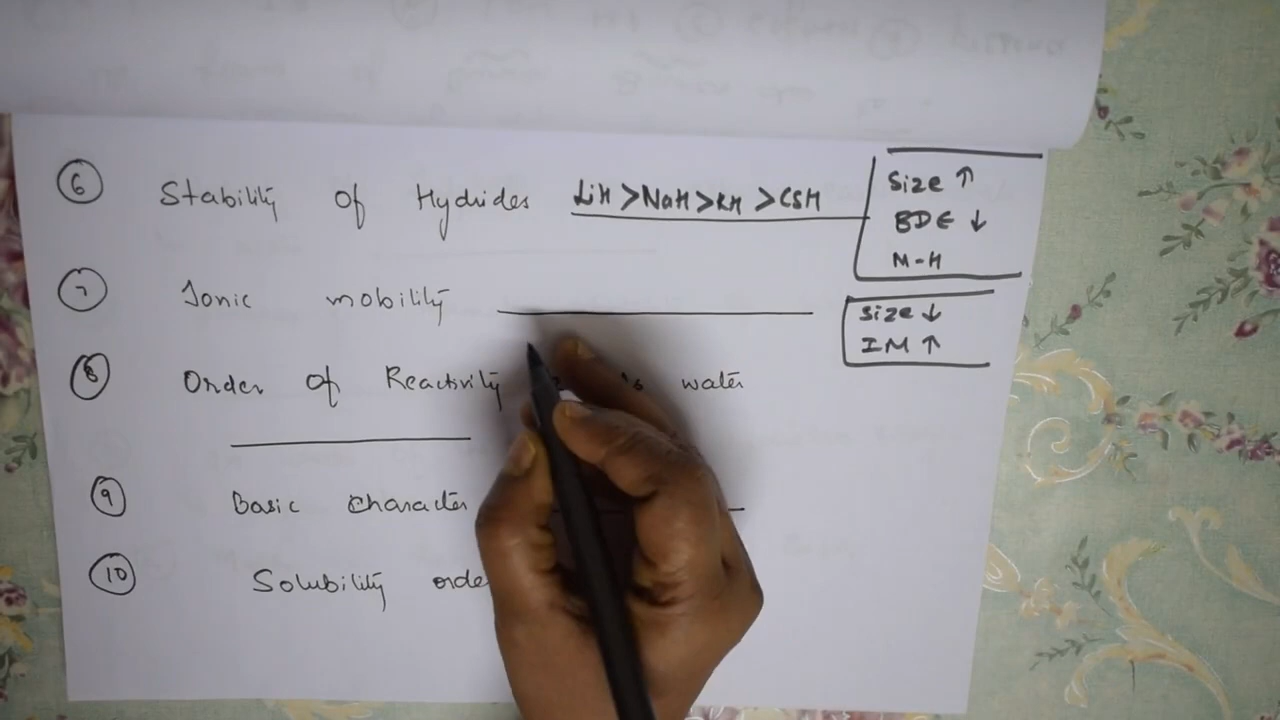 6 Stability of Hydrides LiH > NaH > KH > CSH
Size ↑
BDE ↓
M-H
7 Ionic mobility
Size ↓
IM ↑
8 Order of Reactivity water
9 Basic character
10 Solubility orde